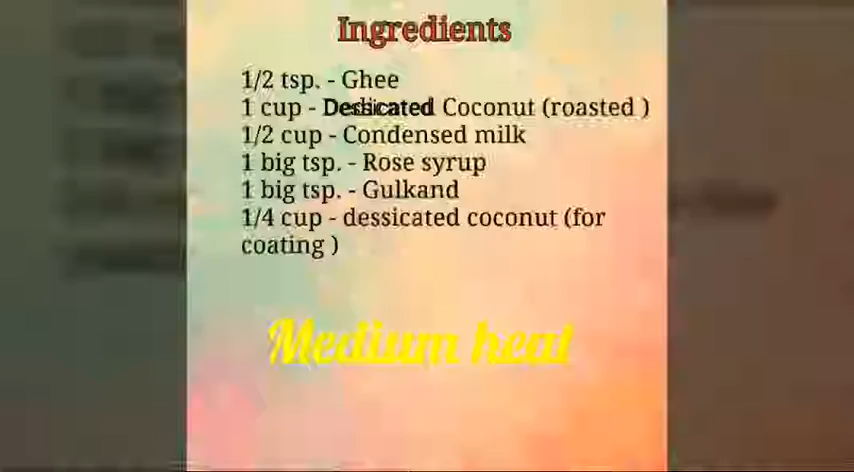 Ingredients
1/2 tsp. - Ghee
1 cup - Dessicated Coconut (roasted )
1/2 cup - Condensed milk
1 big tsp. - Rose syrup
1 big tsp. - Gulkand
1/4 cup - dessicated coconut (for
coating )
Medium heat